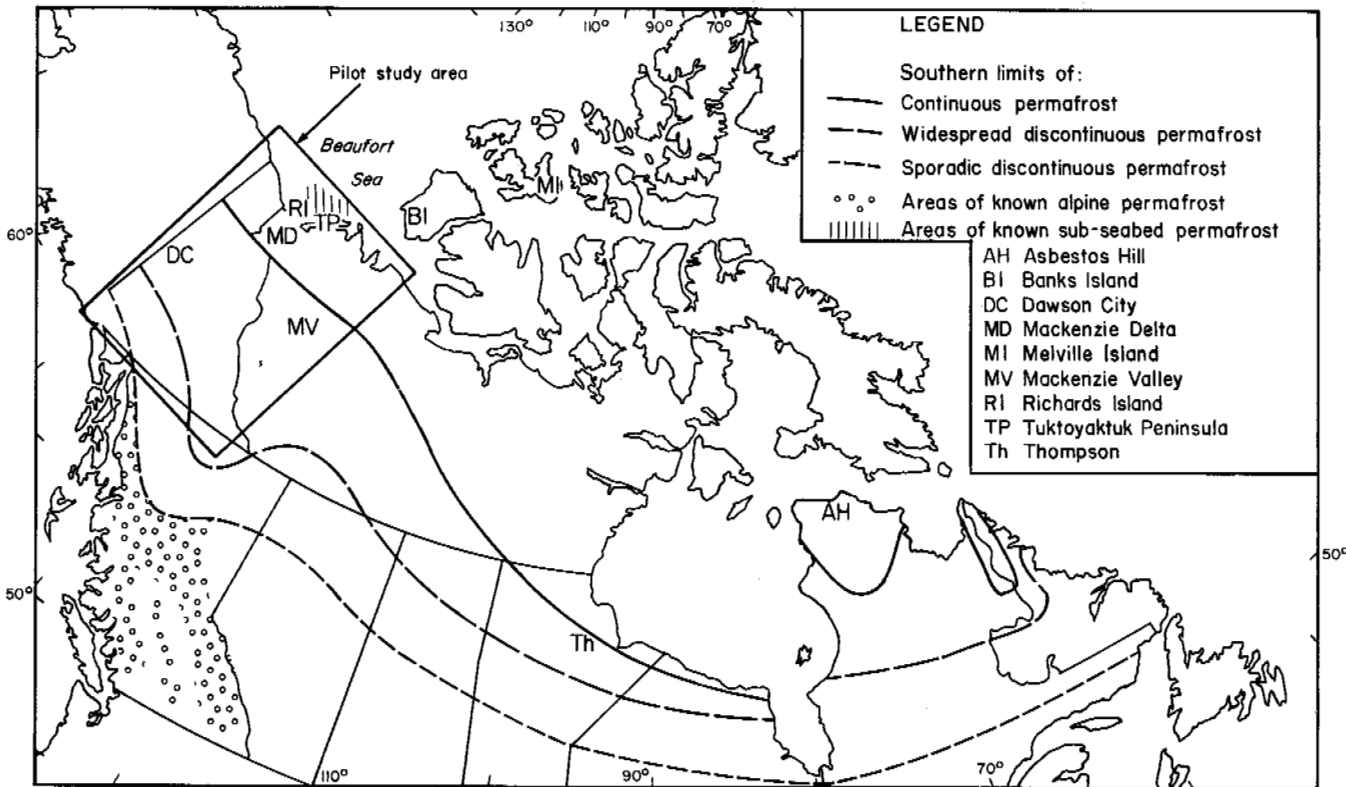 130° 110° 90° 70°
LEGEND
Southern limits of:
Continuous permafrost
Widespread discontinuous permafrost
Sporadic discontinuous permafrost
Areas of known alpine permafrost
Areas of known sub-seabed permafrost
AH Asbestos Hill
BI Banks Island
DC Dawson City
MD Mackenzie Delta
MI Melville Island
MV Mackenzie Valley
RI Richards Island
TP Tuktoyaktuk Peninsula
Th Thompson
Pilot study area
Beaufort
Sea
MI
BI
RI
TP
MD
DC
60°
MV
AH
50°
50°
Th
110°
90°
70°